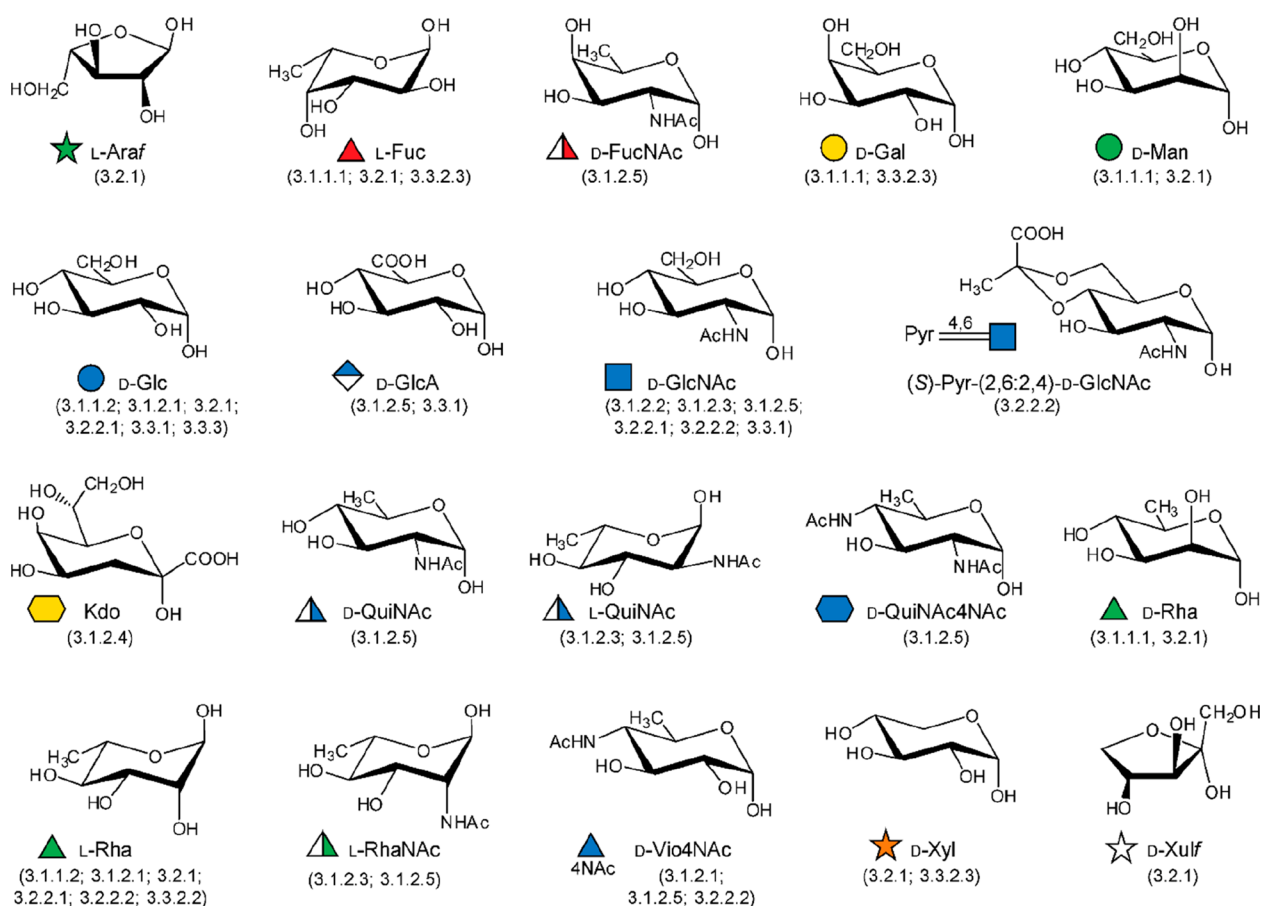 HO
O
OH
HOH₂C
OH
L-Araf
(3.2.1)
OH
H₃C
O
OH
HO
OH
L-Fuc
(3.1.1.1; 3.2.1; 3.3.2.3)
OH
H₃C
O
HO
NHAc
OH
D-FucNAc
(3.1.2.5)
OH
CH₂OH
O
HO
OH
OH
D-Gal
(3.1.1.1; 3.3.2.3)
OH
CH₂OH
O
HO
HO
OH
D-Man
(3.1.1.1; 3.2.1)
CH₂OH
O
HO
HO
OH
OH
D-Glc
(3.1.1.2; 3.1.2.1; 3.2.1;
3.2.2.1; 3.3.1; 3.3.3)
COOH
O
HO
HO
OH
OH
D-GlcA
(3.1.2.5; 3.3.1)
CH₂OH
O
HO
HO
AcHN
OH
D-GlcNAc
(3.1.2.2; 3.1.2.3; 3.1.2.5;
3.2.2.1; 3.2.2.2; 3.3.1)
COOH
H₃C
O
O
O
HO
AcHN
OH
Pyr 4,6
(S)-Pyr-(2,6:2,4)-D-GlcNAc
(3.2.2.2)
HO
CH₂OH
HO
O
COOH
HO
OH
Kdo
(3.1.2.4)
H₃C
O
HO
HO
NHAc
OH
D-QuiNAc
(3.1.2.5)
OH
H₃C
O
HO
NHAc
HO
L-QuiNAc
(3.1.2.3; 3.1.2.5)
H₃C
O
AcHN
HO
NHAc
OH
D-QuiNAc4NAc
(3.1.2.5)
OH
H₃C
O
HO
HO
OH
D-Rha
(3.1.1.1, 3.2.1)
OH
H₃C
O
HO
HO
OH
L-Rha
(3.1.1.2; 3.1.2.1; 3.2.1;
3.2.2.1; 3.2.2.2; 3.3.2.2)
OH
H₃C
O
HO
HO
NHAc
L-RhaNAc
(3.1.2.3; 3.1.2.5)
H₃C
O
AcHN
HO
OH
OH
4NAc
D-Vio4NAc
(3.1.2.1;
3.1.2.5; 3.2.2.2)
O
HO
HO
OH
OH
D-Xyl
(3.2.1; 3.3.2.3)
CH₂OH
O
OH
OH
HO
D-Xulf
(3.2.1)